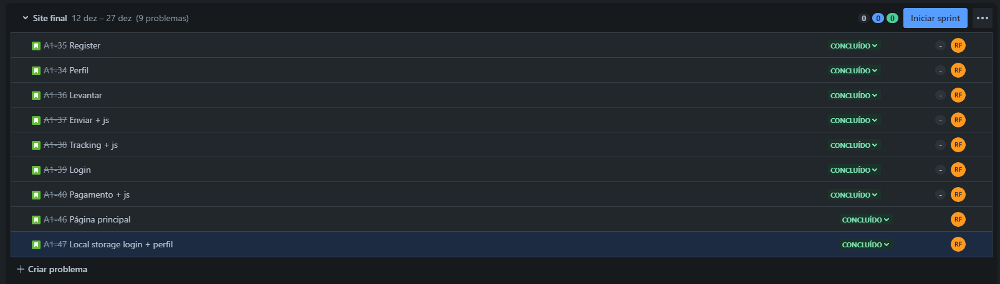 Site final 12 dez – 27 dez (9 problemas) 0 0 0 Iniciar sprint
A1-35 Register CONCLUÍDO - RF
A1-34 Perfil CONCLUÍDO - RF
A1-36 Levantar CONCLUÍDO - RF
A1-37 Enviar + js CONCLUÍDO - RF
A1-38 Tracking + js CONCLUÍDO - RF
A1-39 Login CONCLUÍDO - RF
A1-40 Pagamento + js CONCLUÍDO - RF
A1-46 Página principal CONCLUÍDO RF
A1-47 Local storage login + perfil CONCLUÍDO RF
+ Criar problema